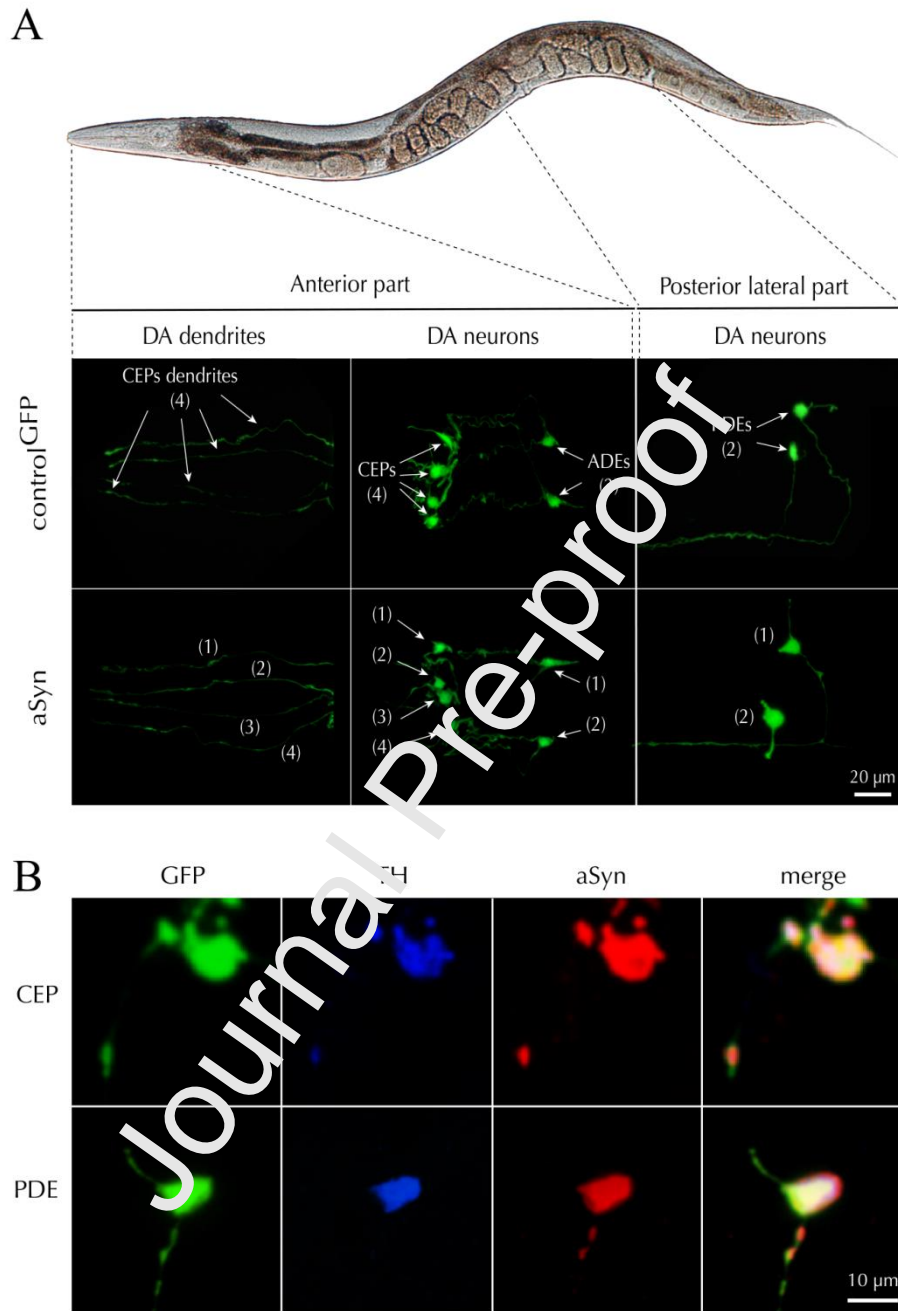 A
Anterior part
Posterior lateral part
DA dendrites
DA neurons
DA neurons
control GFP
CEPs dendrites
(4)
CEPs
(4)
ADEs
(2)
(2)
aSyn
(1)
(2)
(3)
(4)
(1)
(2)
(3)
(4)
(1)
(2)
(1)
(2)
20 µm
Journal Pre-proof
B
GFP
aSyn
merge
CEP
PDE
10 µm